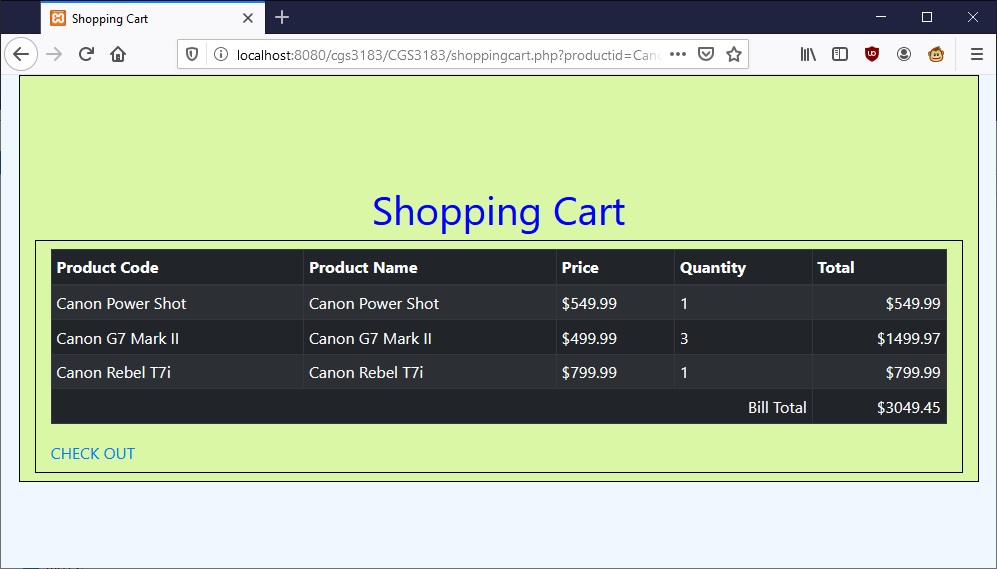 Shopping Cart
localhost:8080/cgs3183/CGS3183/shoppingcart.php?productid=Can
Shopping Cart
Product Code Product Name Price Quantity Total
Canon Power Shot Canon Power Shot $549.99 1 $549.99
Canon G7 Mark II Canon G7 Mark II $499.99 3 $1499.97
Canon Rebel T7i Canon Rebel T7i $799.99 1 $799.99
Bill Total $3049.45
CHECK OUT